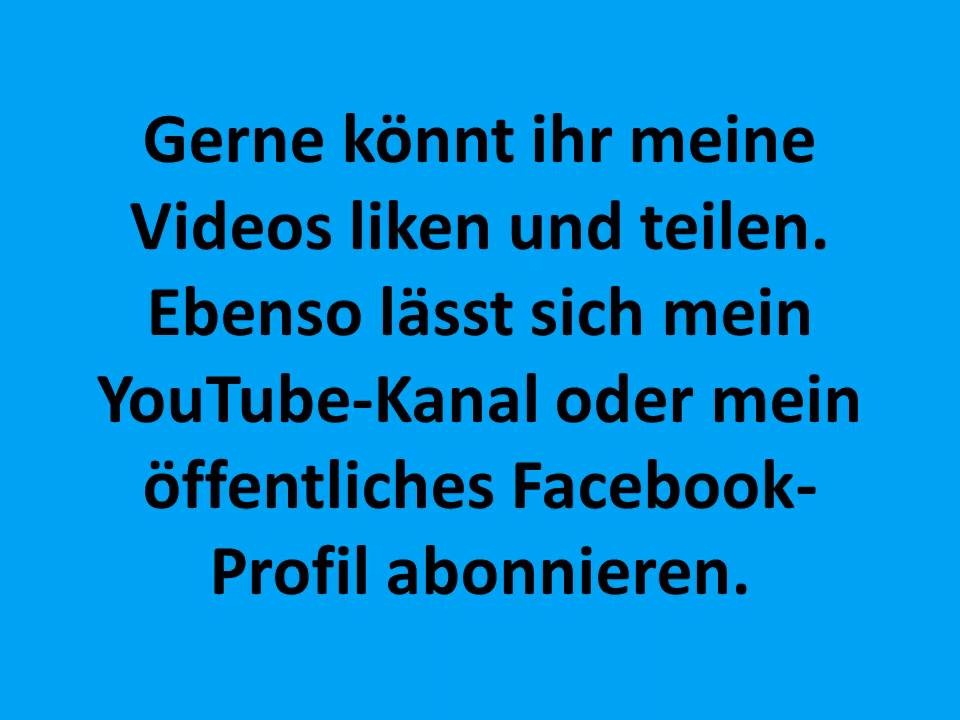 Gerne könnt ihr meine
Videos liken und teilen.
Ebenso lässt sich mein
YouTube-Kanal oder mein
öffentliches Facebook-
Profil abonnieren.